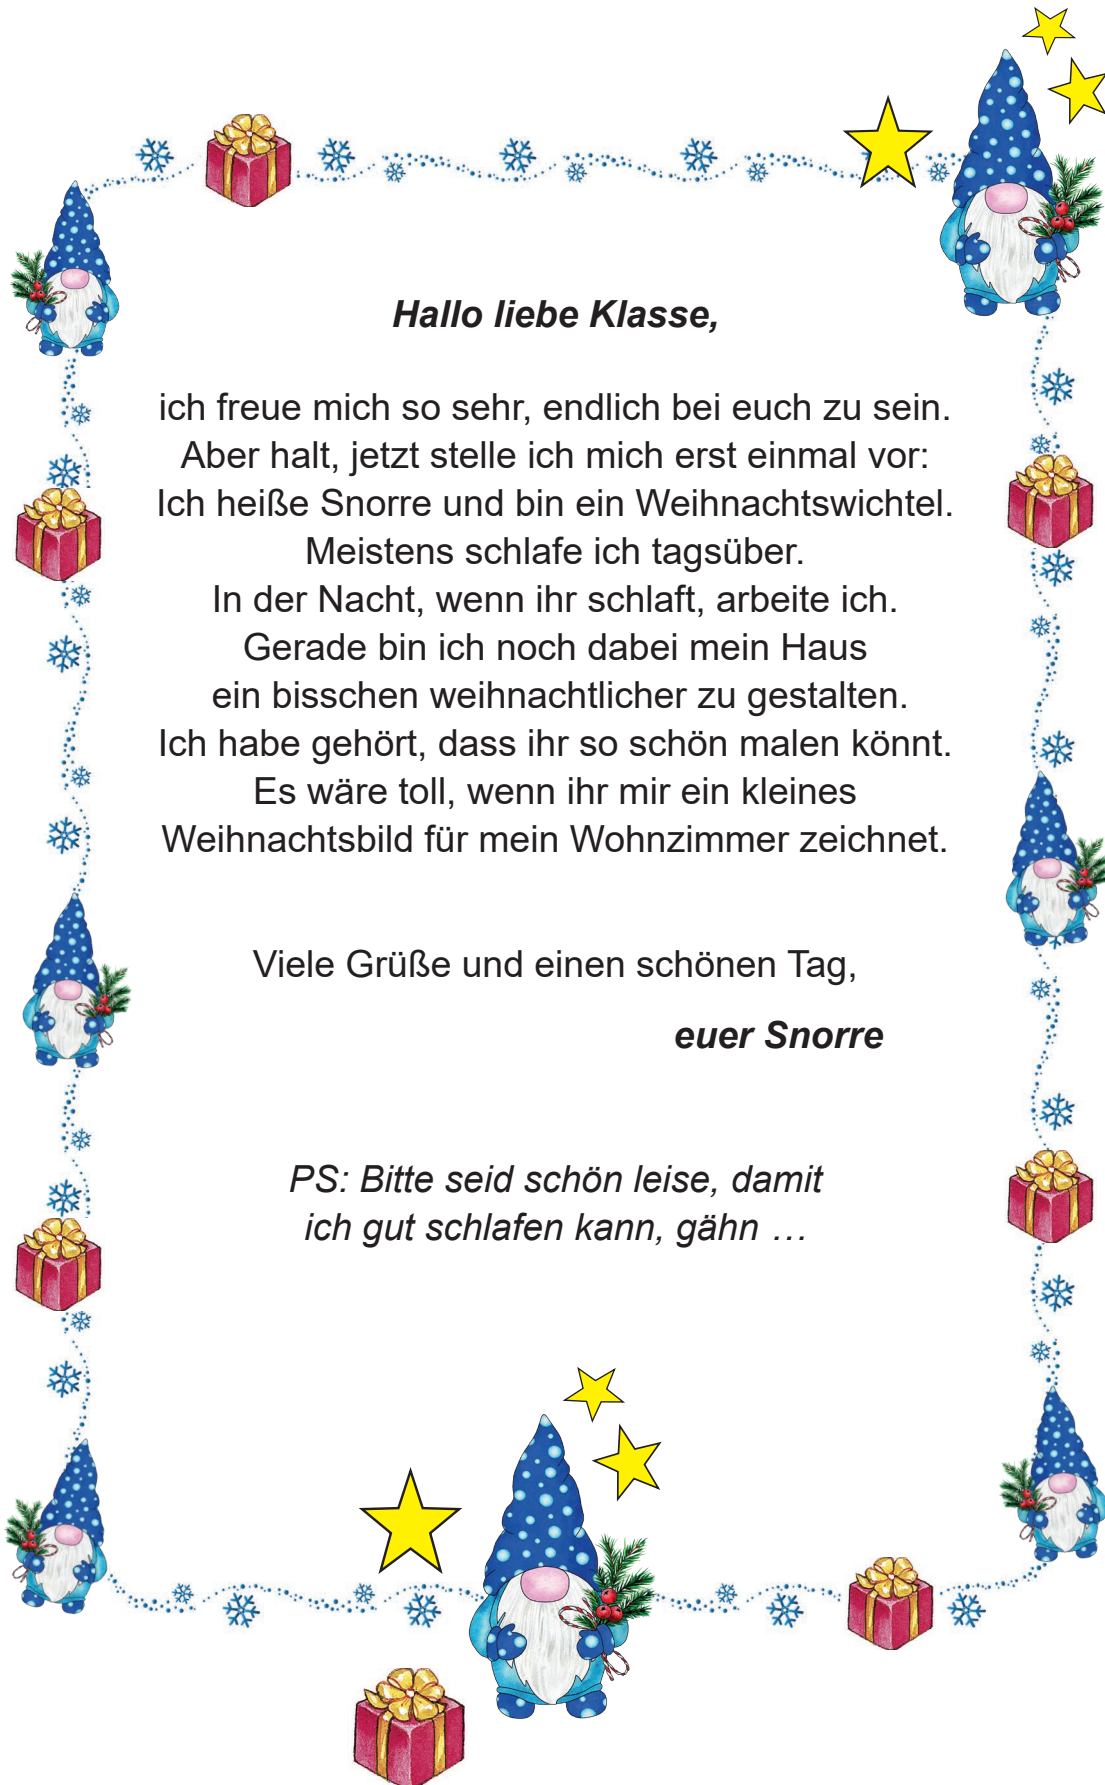 Hallo liebe Klasse,
ich freue mich so sehr, endlich bei euch zu sein.
Aber halt, jetzt stelle ich mich erst einmal vor:
Ich heiße Snorre und bin ein Weihnachtswichtel.
Meistens schlafe ich tagsüber.
In der Nacht, wenn ihr schlaft, arbeite ich.
Gerade bin ich noch dabei mein Haus
ein bisschen weihnachtlicher zu gestalten.
Ich habe gehört, dass ihr so schön malen könnt.
Es wäre toll, wenn ihr mir ein kleines
Weihnachtsbild für mein Wohnzimmer zeichnet.
Viele Grüße und einen schönen Tag,
euer Snorre
PS: Bitte seid schön leise, damit
ich gut schlafen kann, gähn …